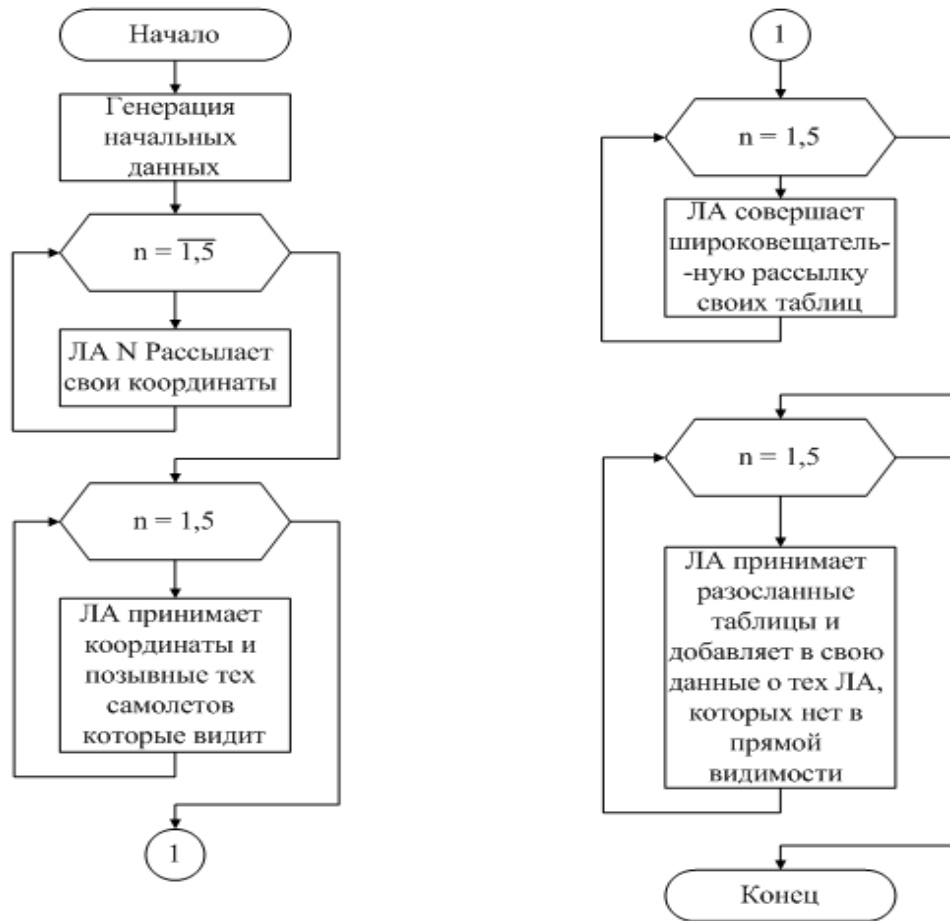 Начало
Генерация
начальных
данных
n = 1,5
ЛА N Рассылает
свои координаты
n = 1,5
ЛА принимает
координаты и
позывные тех
самолетов
которые видит
1
1
n = 1,5
ЛА совершает
широковещатель-
-ную рассылку
своих таблиц
n = 1,5
ЛА принимает
разосланные
таблицы и
добавляет в свою
данные о тех ЛА,
которых нет в
прямой
видимости
Конец